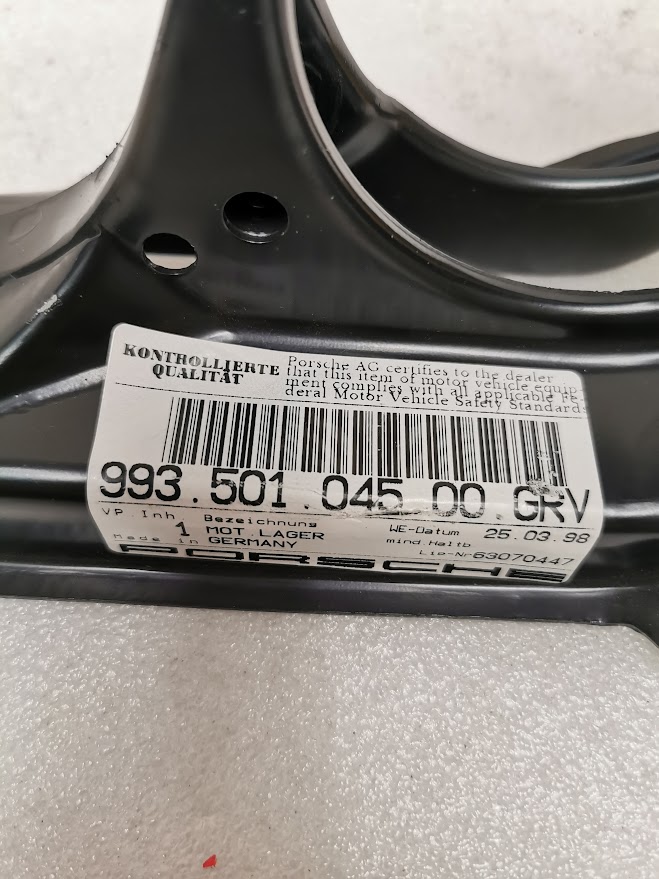 KONTROLLIERTE
QUALITÄT
Porsche AG certifies to the dealer
that this item of motor vehicle equip-
ment complies with all applicable Fe-
deral Motor Vehicle Safety Standards
993.501.045.00.GRV
VP Inh Bezeichnung WE-Datum 25.03.98
1 MOT.LAGER mind.Haltb
Made in GERMANY Lie-Nr 63070447
PORSCHE